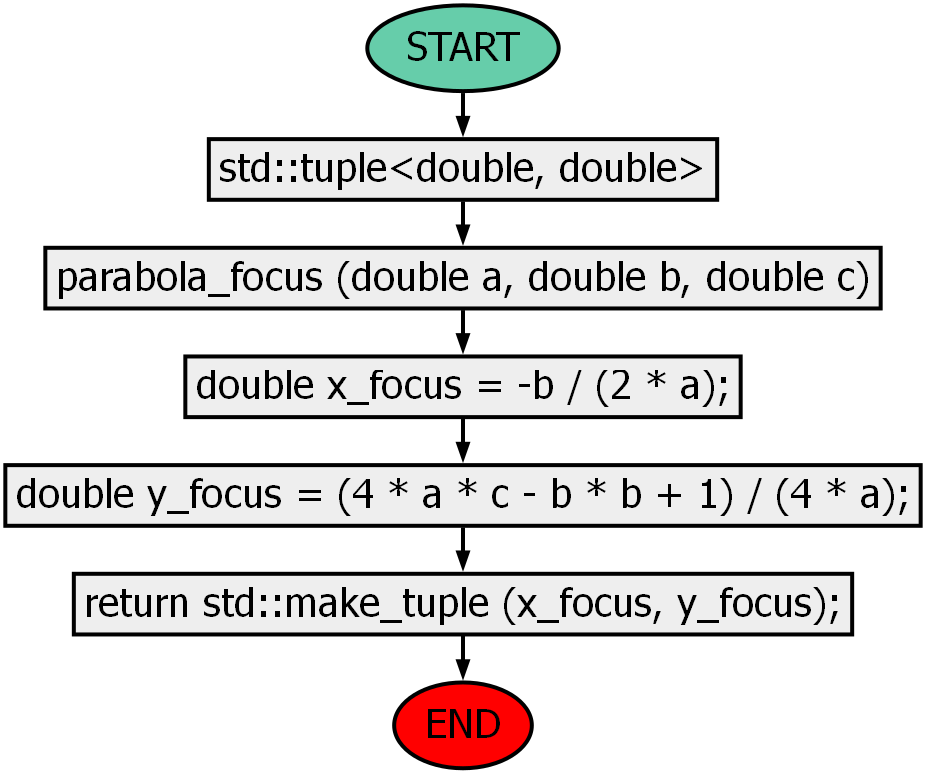 START
std::tuple<double, double>
parabola_focus (double a, double b, double c)
double x_focus = -b / (2 * a);
double y_focus = (4 * a * c - b * b + 1) / (4 * a);
return std::make_tuple (x_focus, y_focus);
END